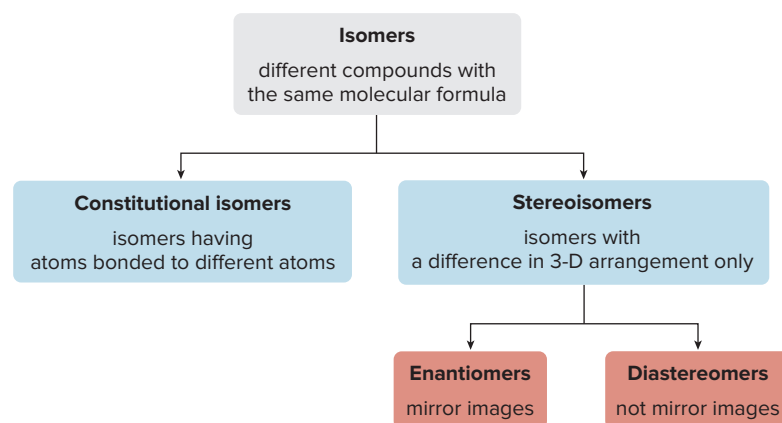 Isomers
different compounds with
the same molecular formula
Constitutional isomers
isomers having
atoms bonded to different atoms
Stereoisomers
isomers with
a difference in 3-D arrangement only
Enantiomers
mirror images
Diastereomers
not mirror images